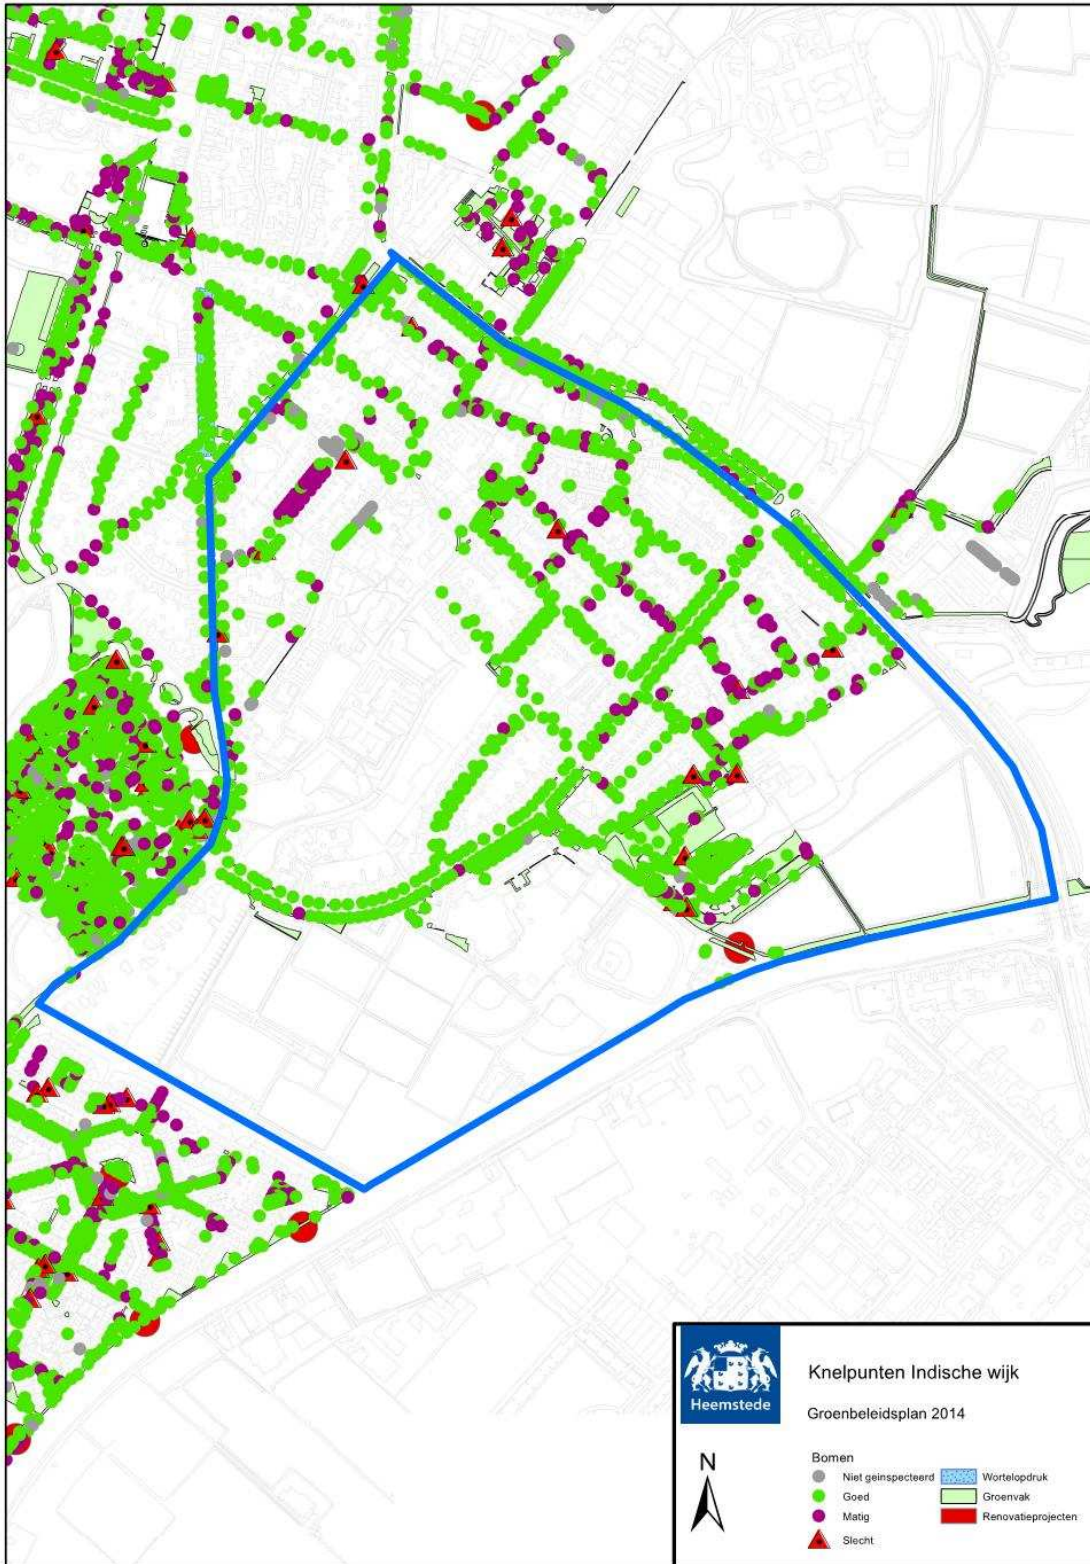 Heemstede
Knelpunten Indische wijk
Groenbeleidsplan 2014
N
Bomen
Niet geinspecteerd
Goed
Matig
Slecht
Wortelopdruk
Groenvak
Renovatieprojecten